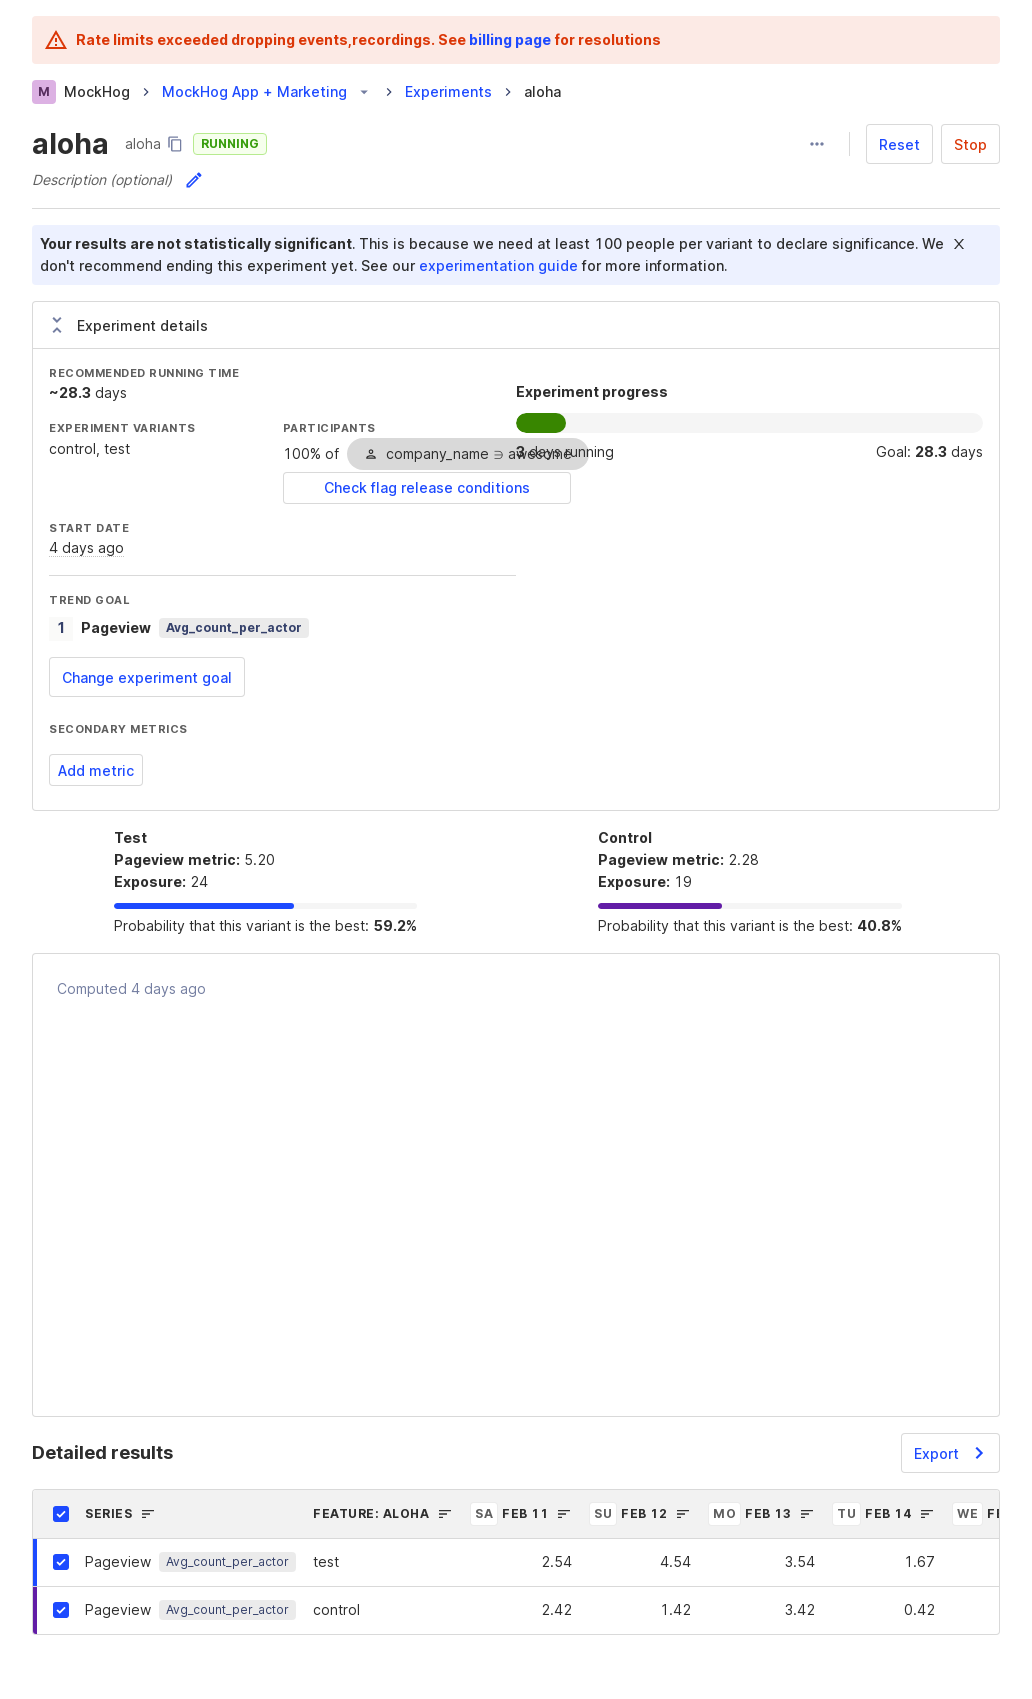 Rate limits exceeded dropping events,recordings. See billing page for resolutions
M MockHog MockHog App + Marketing Experiments aloha
aloha aloha RUNNING ... Reset Stop
Description (optional)
Your results are not statistically significant. This is because we need at least 100 people per variant to declare significance. We
don't recommend ending this experiment yet. See our experimentation guide for more information.
Experiment details
RECOMMENDED RUNNING TIME
~28.3 days
EXPERIMENT VARIANTS
control, test
PARTICIPANTS
100% of company_name ∋ awesome
Check flag release conditions
START DATE
4 days ago
Experiment progress
3 days running Goal: 28.3 days
TREND GOAL
1 Pageview Avg_count_per_actor
Change experiment goal
SECONDARY METRICS
Add metric
Test
Pageview metric: 5.20
Exposure: 24
Probability that this variant is the best: 59.2%
Control
Pageview metric: 2.28
Exposure: 19
Probability that this variant is the best: 40.8%
Computed 4 days ago
Detailed results Export
SERIES FEATURE: ALOHA SA FEB 11 SU FEB 12 MO FEB 13 TU FEB 14 WE
Pageview Avg_count_per_actor test 2.54 4.54 3.54 1.67
Pageview Avg_count_per_actor control 2.42 1.42 3.42 0.42